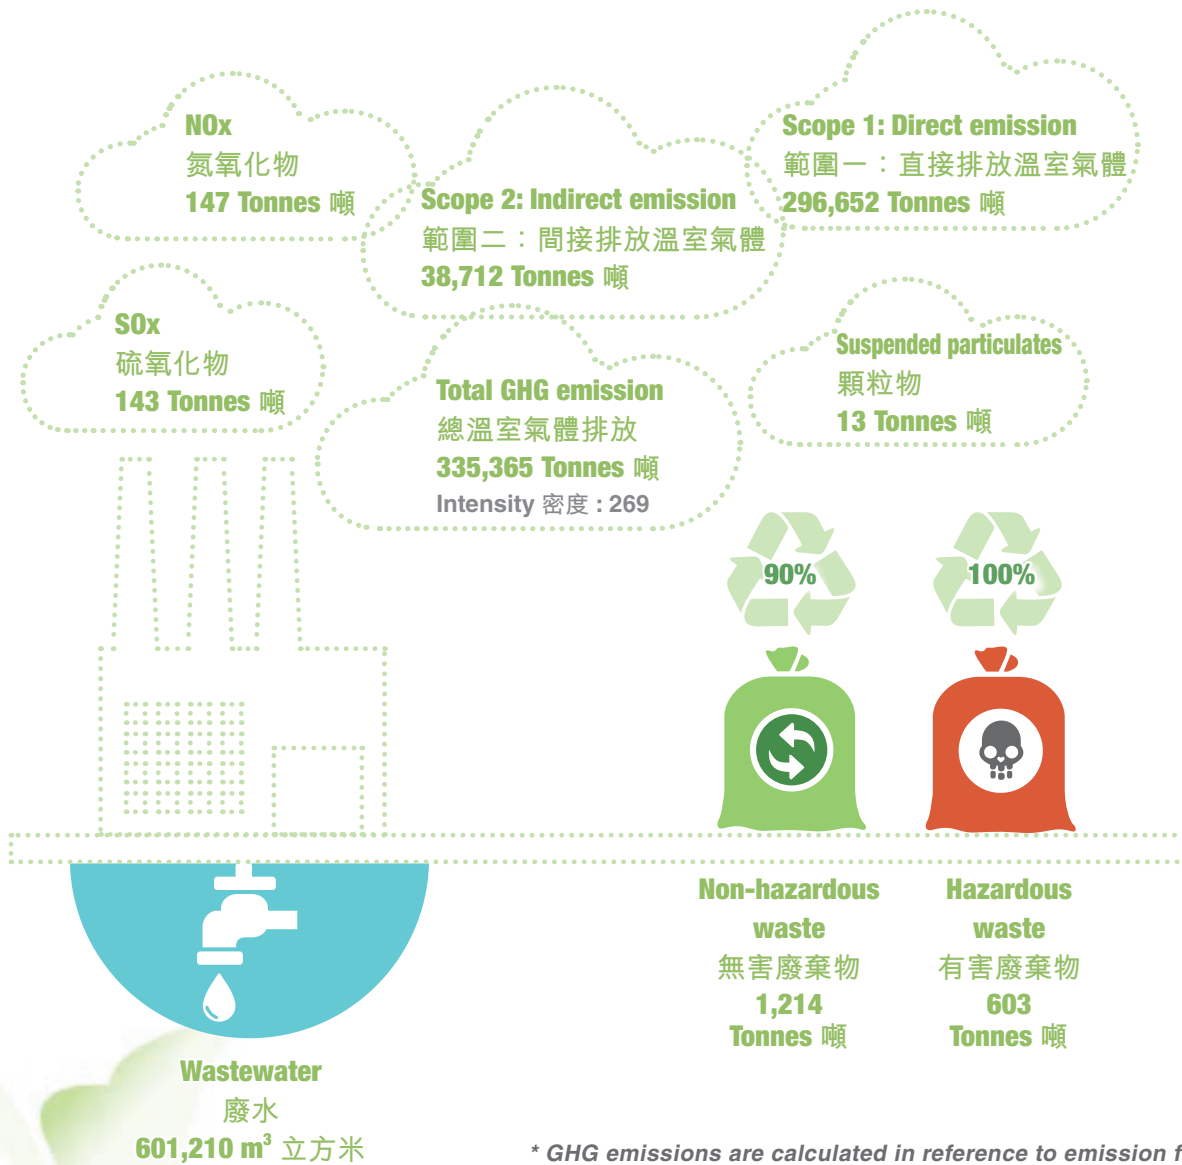 NOx
氮氧化物
147 Tonnes 噸
Scope 2: Indirect emission
範圍二：間接排放溫室氣體
38,712 Tonnes 噸
Scope 1: Direct emission
範圍一：直接排放溫室氣體
296,652 Tonnes 噸
SOx
硫氧化物
143 Tonnes 噸
Total GHG emission
總溫室氣體排放
335,365 Tonnes 噸
Intensity 密度 : 269
Suspended particulates
顆粒物
13 Tonnes 噸
90%
100%
Non-hazardous
waste
無害廢棄物
1,214
Tonnes 噸
Hazardous
waste
有害廢棄物
603
Tonnes 噸
Wastewater
廢水
601,210 m³ 立方米
* GHG emissions are calculated in reference to emission